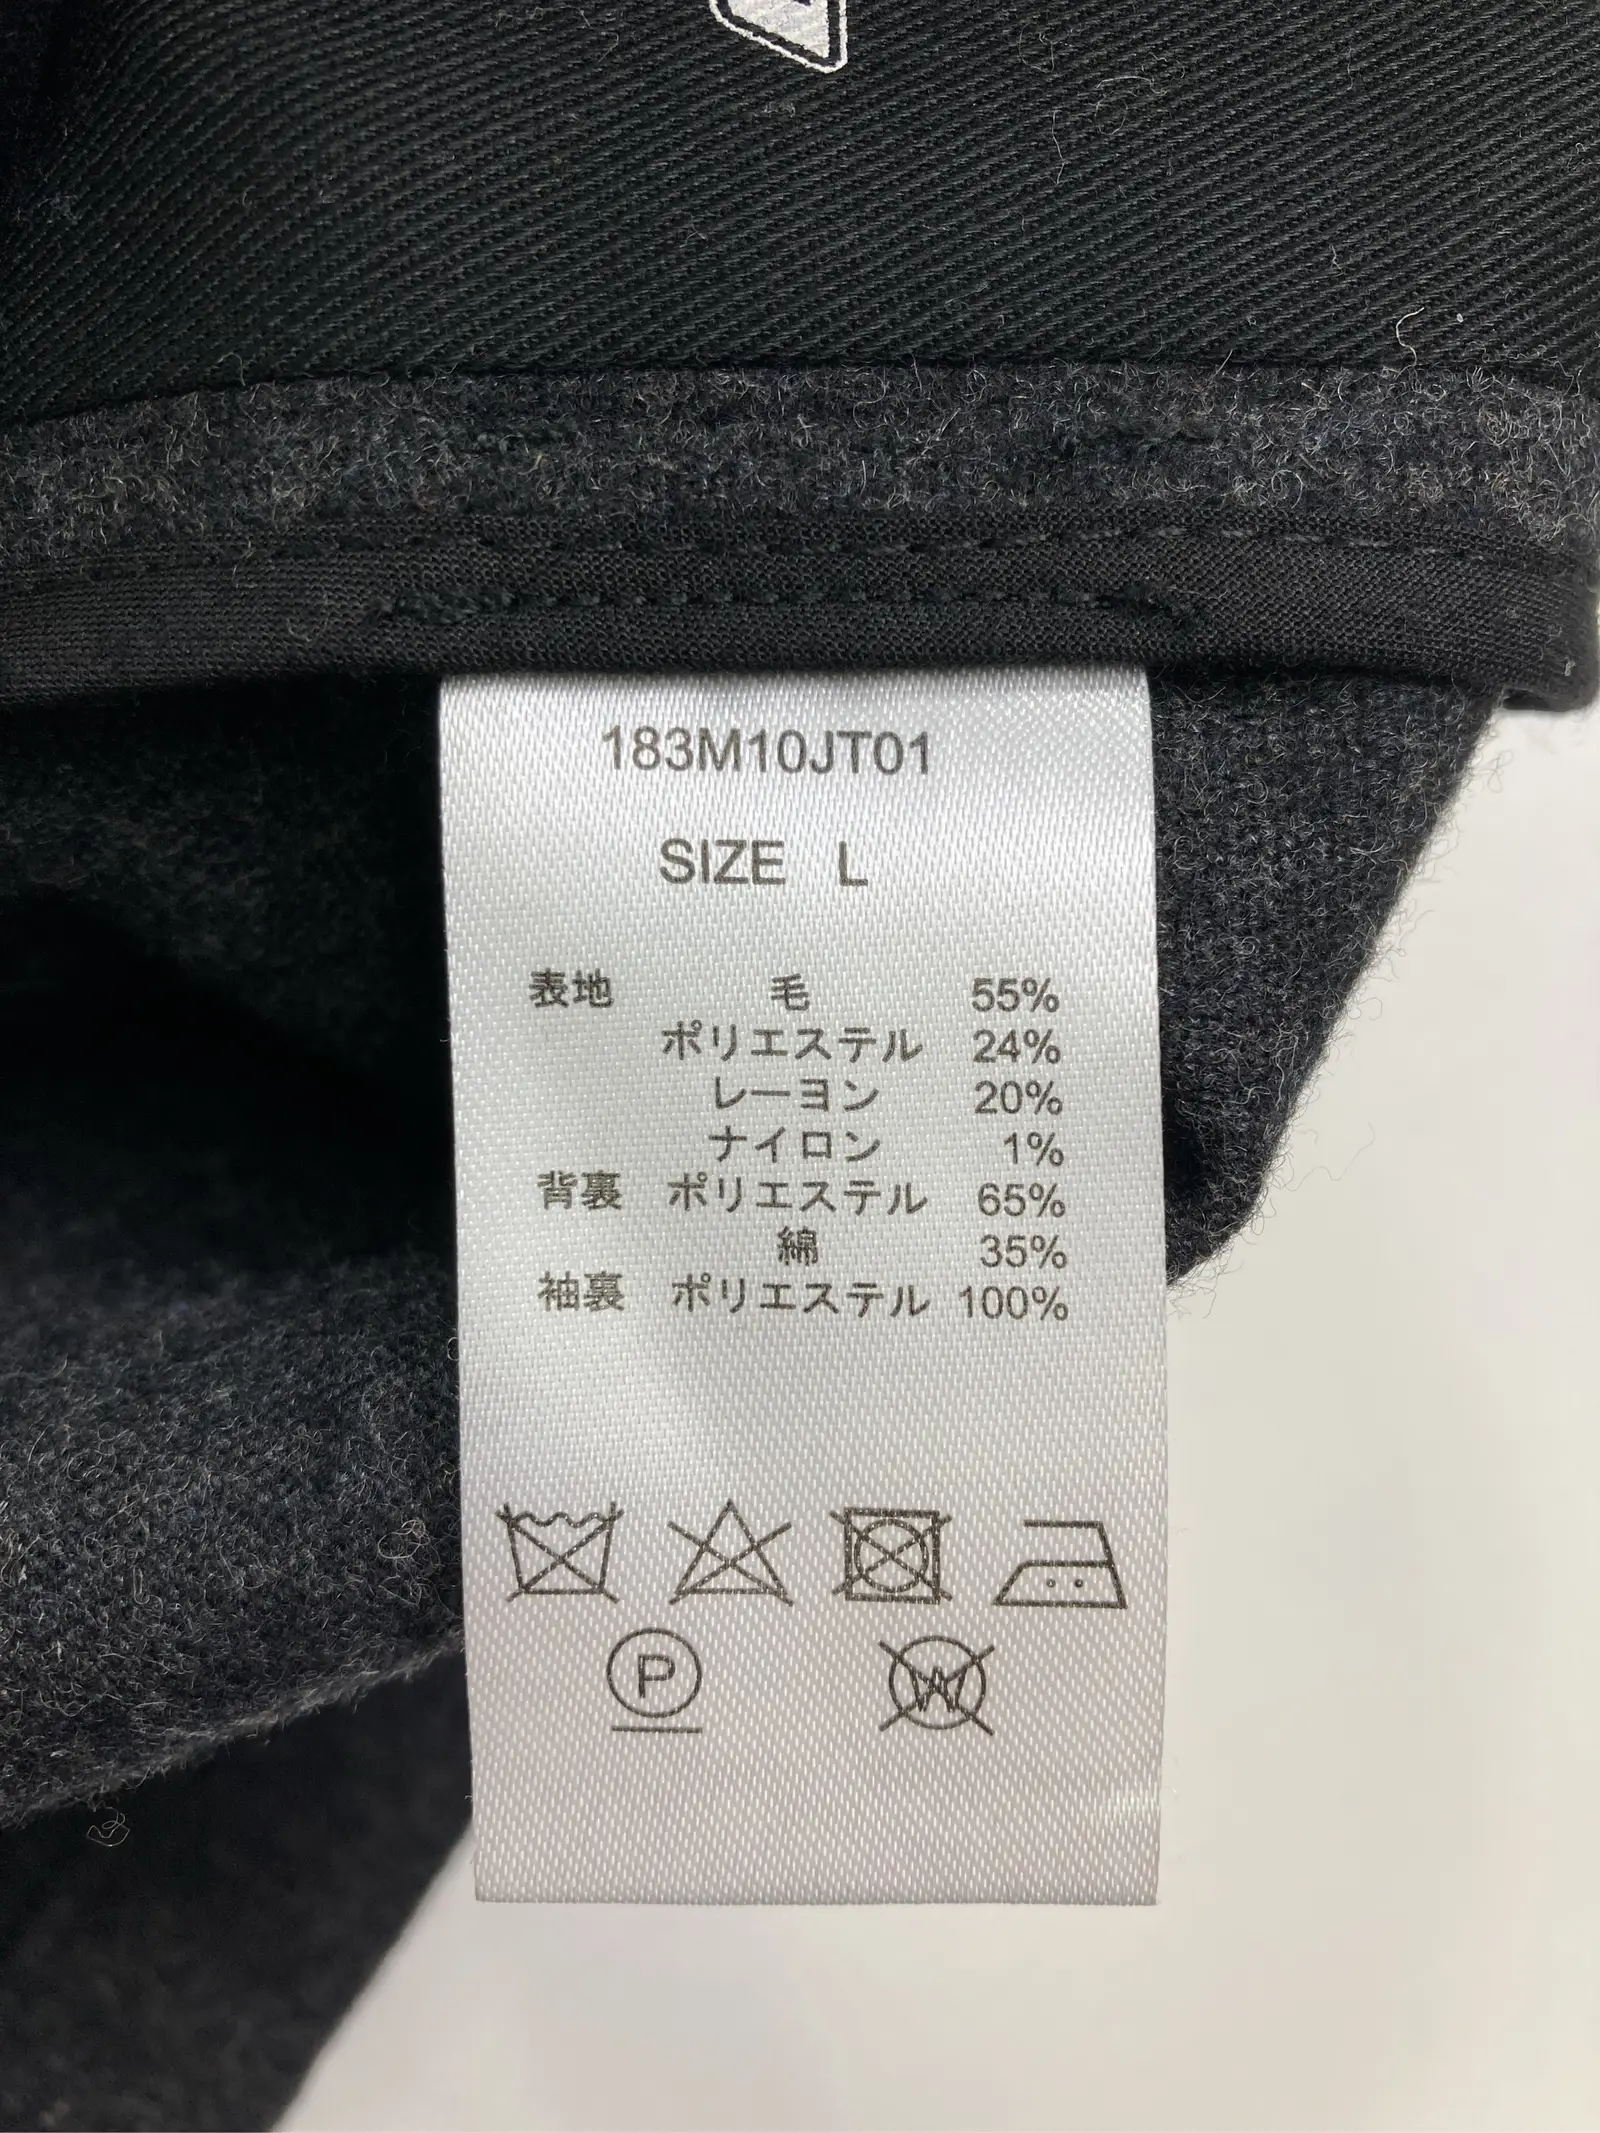 183M10JT01
SIZE L
表地 毛 55%
ポリエステル 24%
レーヨン 20%
ナイロン 1%
背裏 ポリエステル 65%
綿 35%
袖裏 ポリエステル 100%
P W